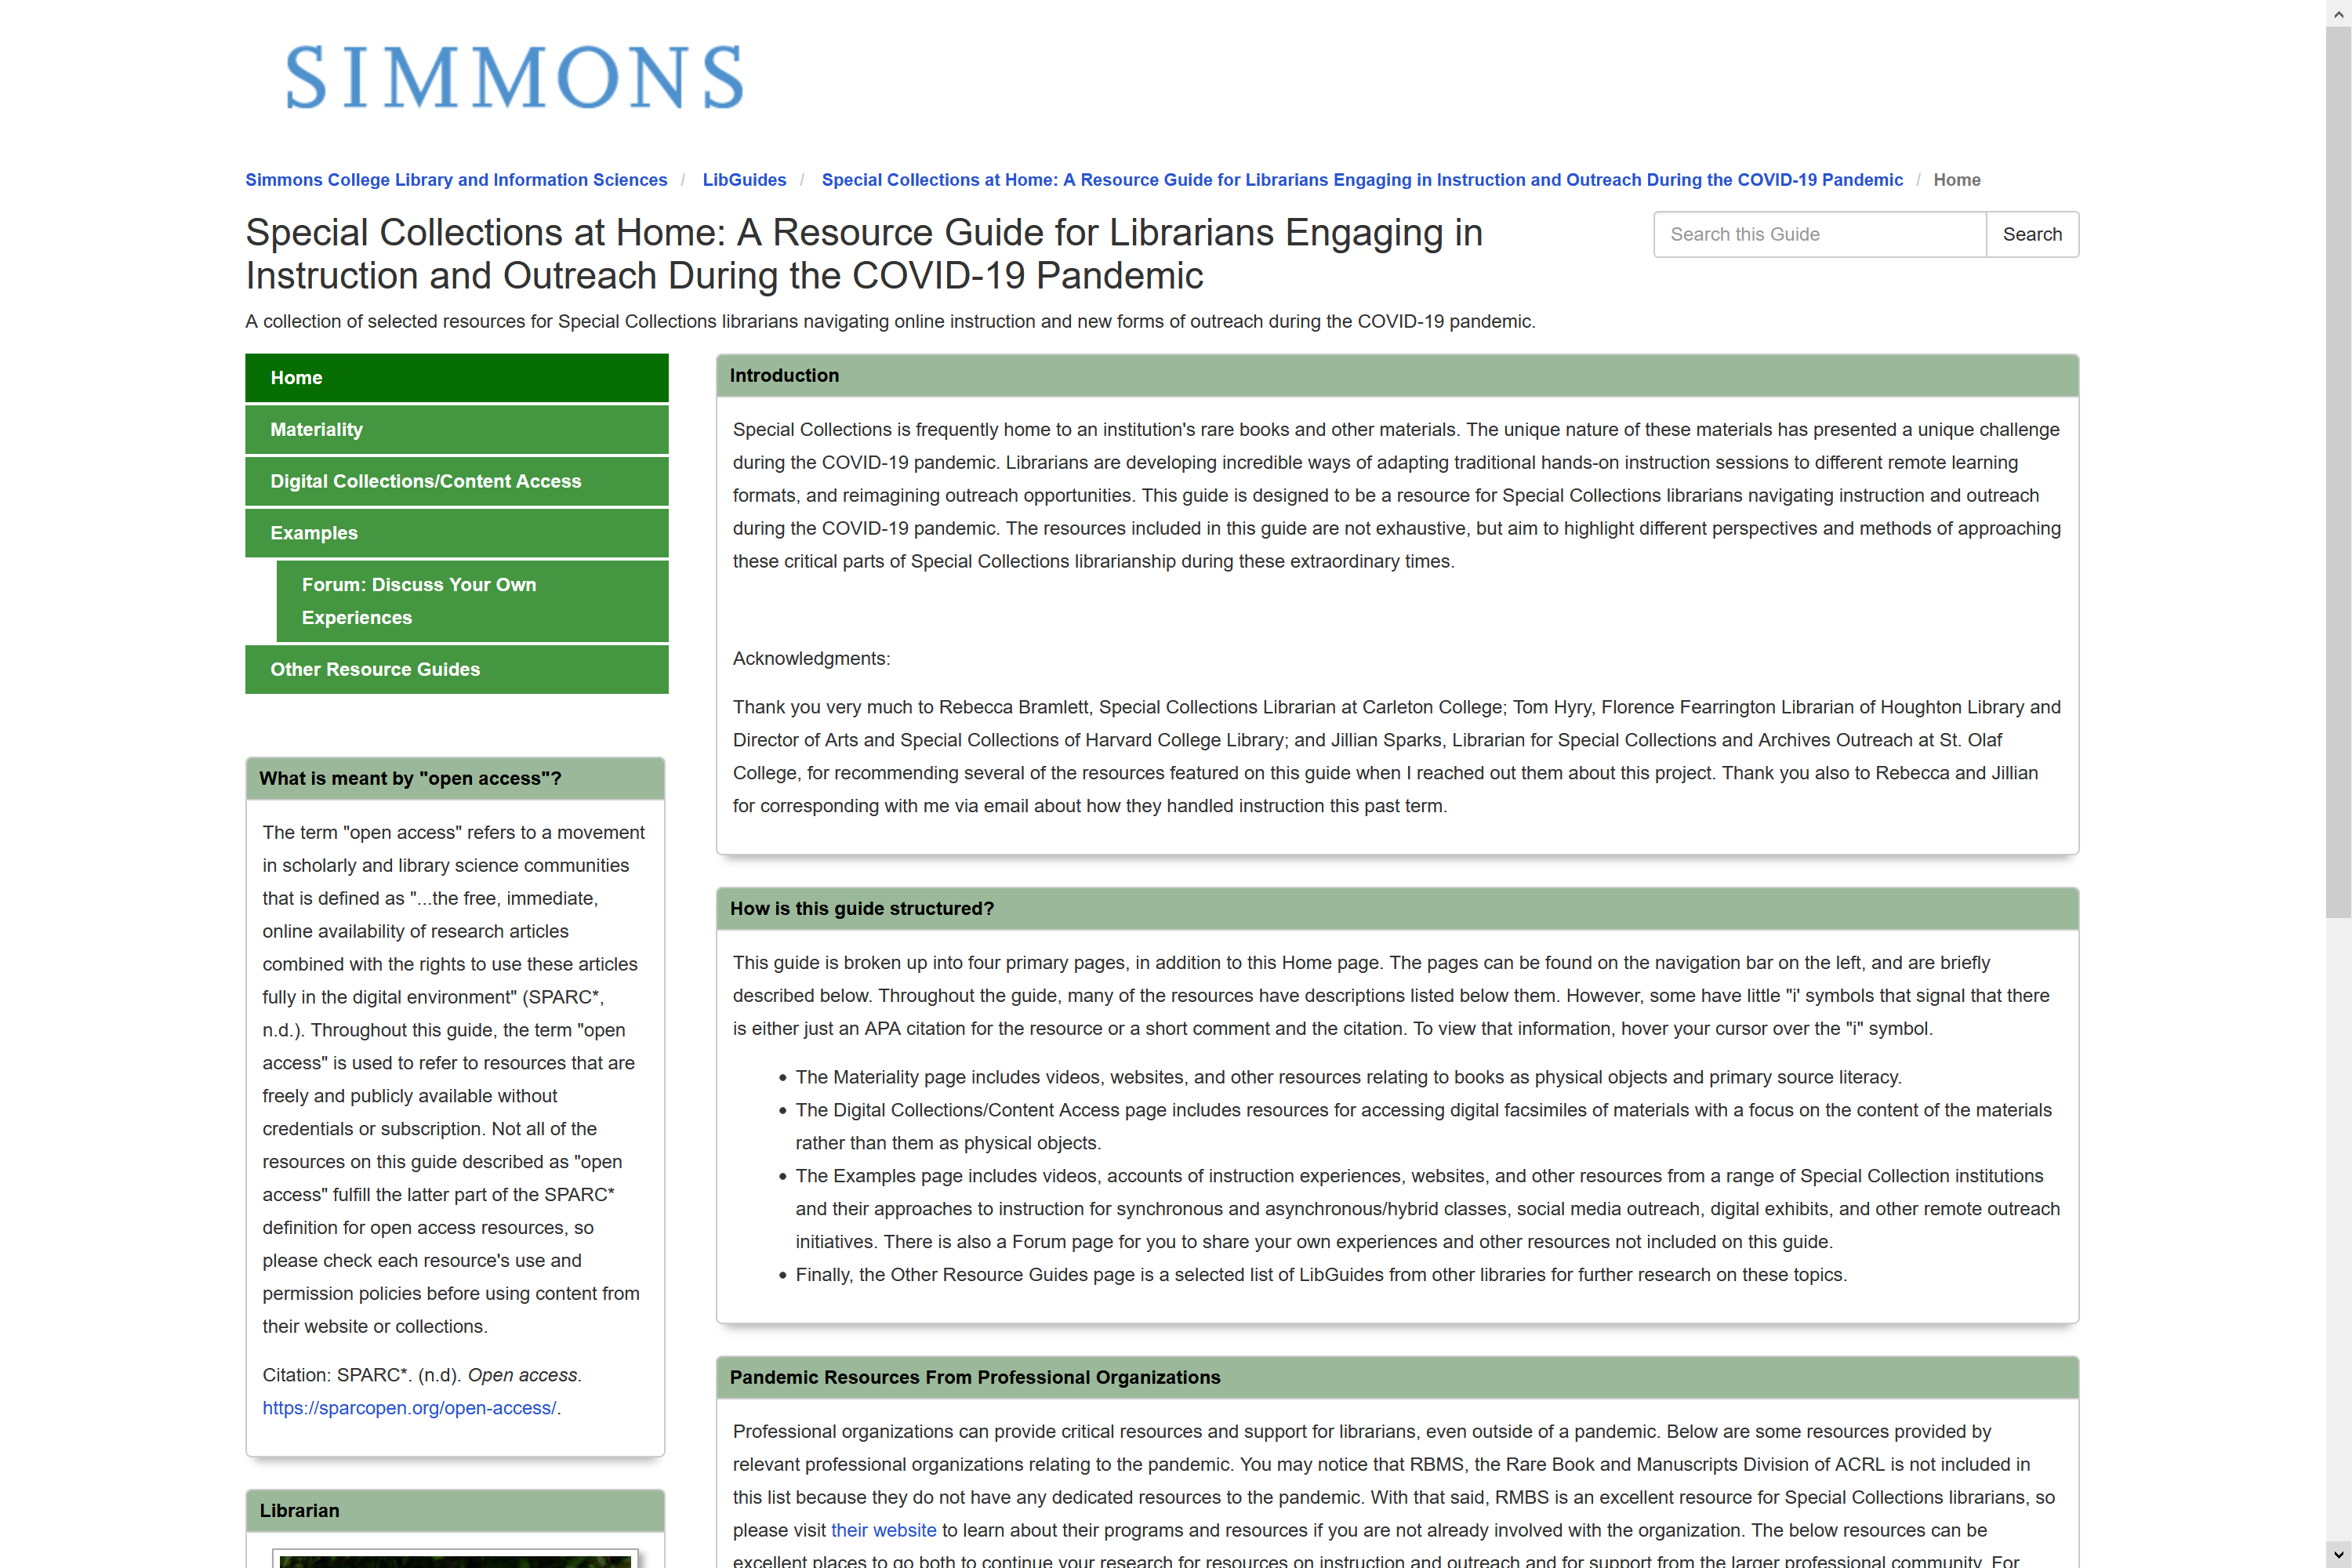 SIMMONS
Simmons College Library and Information Sciences / LibGuides / Special Collections at Home: A Resource Guide for Librarians Engaging in Instruction and Outreach During the COVID-19 Pandemic / Home
Special Collections at Home: A Resource Guide for Librarians Engaging in
Instruction and Outreach During the COVID-19 Pandemic
Search this Guide
Search
A collection of selected resources for Special Collections librarians navigating online instruction and new forms of outreach during the COVID-19 pandemic.
Home
Materiality
Digital Collections/Content Access
Examples
Forum: Discuss Your Own
Experiences
Other Resource Guides
What is meant by "open access"?
The term "open access" refers to a movement
in scholarly and library science communities
that is defined as "...the free, immediate,
online availability of research articles
combined with the rights to use these articles
fully in the digital environment" (SPARC*,
n.d.). Throughout this guide, the term "open
access" is used to refer to resources that are
freely and publicly available without
credentials or subscription. Not all of the
resources on this guide described as "open
access" fulfill the latter part of the SPARC*
definition for open access resources, so
please check each resource's use and
permission policies before using content from
their website or collections.
Citation: SPARC*. (n.d). Open access.
https://sparcopen.org/open-access/.
Librarian
Introduction
Special Collections is frequently home to an institution's rare books and other materials. The unique nature of these materials has presented a unique challenge
during the COVID-19 pandemic. Librarians are developing incredible ways of adapting traditional hands-on instruction sessions to different remote learning
formats, and reimagining outreach opportunities. This guide is designed to be a resource for Special Collections librarians navigating instruction and outreach
during the COVID-19 pandemic. The resources included in this guide are not exhaustive, but aim to highlight different perspectives and methods of approaching
these critical parts of Special Collections librarianship during these extraordinary times.
Acknowledgments:
Thank you very much to Rebecca Bramlett, Special Collections Librarian at Carleton College; Tom Hyry, Florence Fearrington Librarian of Houghton Library and
Director of Arts and Special Collections of Harvard College Library; and Jillian Sparks, Librarian for Special Collections and Archives Outreach at St. Olaf
College, for recommending several of the resources featured on this guide when I reached out them about this project. Thank you also to Rebecca and Jillian
for corresponding with me via email about how they handled instruction this past term.
How is this guide structured?
This guide is broken up into four primary pages, in addition to this Home page. The pages can be found on the navigation bar on the left, and are briefly
described below. Throughout the guide, many of the resources have descriptions listed below them. However, some have little "i' symbols that signal that there
is either just an APA citation for the resource or a short comment and the citation. To view that information, hover your cursor over the "i" symbol.
• The Materiality page includes videos, websites, and other resources relating to books as physical objects and primary source literacy.
• The Digital Collections/Content Access page includes resources for accessing digital facsimiles of materials with a focus on the content of the materials
rather than them as physical objects.
• The Examples page includes videos, accounts of instruction experiences, websites, and other resources from a range of Special Collection institutions
and their approaches to instruction for synchronous and asynchronous/hybrid classes, social media outreach, digital exhibits, and other remote outreach
initiatives. There is also a Forum page for you to share your own experiences and other resources not included on this guide.
• Finally, the Other Resource Guides page is a selected list of LibGuides from other libraries for further research on these topics.
Pandemic Resources From Professional Organizations
Professional organizations can provide critical resources and support for librarians, even outside of a pandemic. Below are some resources provided by
relevant professional organizations relating to the pandemic. You may notice that RBMS, the Rare Book and Manuscripts Division of ACRL is not included in
this list because they do not have any dedicated resources to the pandemic. With that said, RMBS is an excellent resource for Special Collections librarians, so
please visit their website to learn about their programs and resources if you are not already involved with the organization. The below resources can be
excellent places to go both to continue your research for resources on instruction and outreach and for support from the larger professional community. For